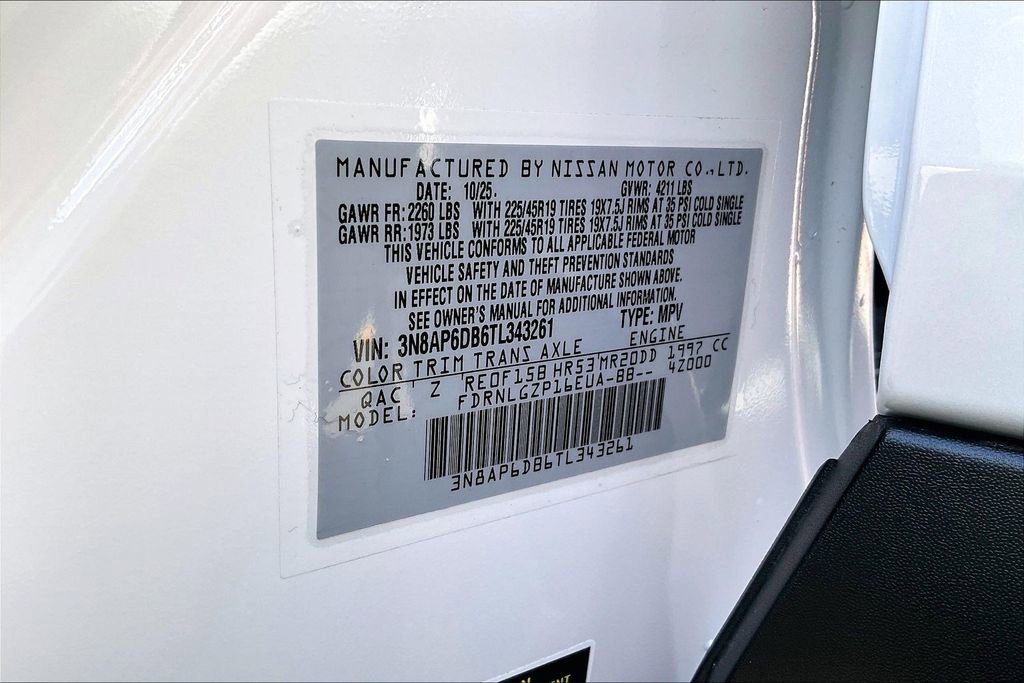 MANUFACTURED BY NISSAN MOTOR CO.,LTD.
DATE: 10/25. GVWR: 4211 LBS
GAWR FR: 2260 LBS WITH 225/45R19 TIRES 19X7.5J RIMS AT 35 PSI COLD SINGLE
GAWR RR: 1973 LBS WITH 225/45R19 TIRES 19X7.5J RIMS AT 35 PSI COLD SINGLE
THIS VEHICLE CONFORMS TO ALL APPLICABLE FEDERAL MOTOR
VEHICLE SAFETY AND THEFT PREVENTION STANDARDS
IN EFFECT ON THE DATE OF MANUFACTURE SHOWN ABOVE.
SEE OWNER'S MANUAL FOR ADDITIONAL INFORMATION.
VIN: 3N8AP6DB6TL343261 TYPE: MPV
COLOR TRIM TRANS AXLE ENGINE
QAC Z RE0F15B HR53 MR20DD 1997 CC
MODEL: FDRNLGZP16EUA-BB-- 4Z000
3N8AP6DB6TL343261